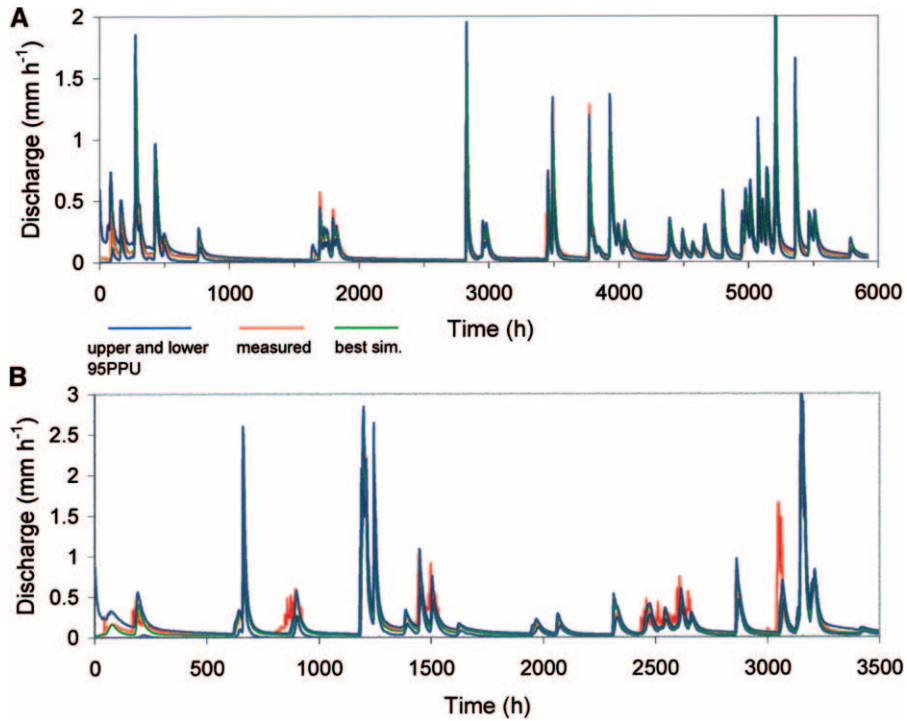 A
2
1.5
1
0.5
0
Discharge (mm h⁻¹)
0 1000 2000 3000 4000 5000 6000
Time (h)
upper and lower 95PPU
measured
best sim.
B
3
2.5
2
1.5
1
0.5
0
Discharge (mm h⁻¹)
0 500 1000 1500 2000 2500 3000 3500
Time (h)